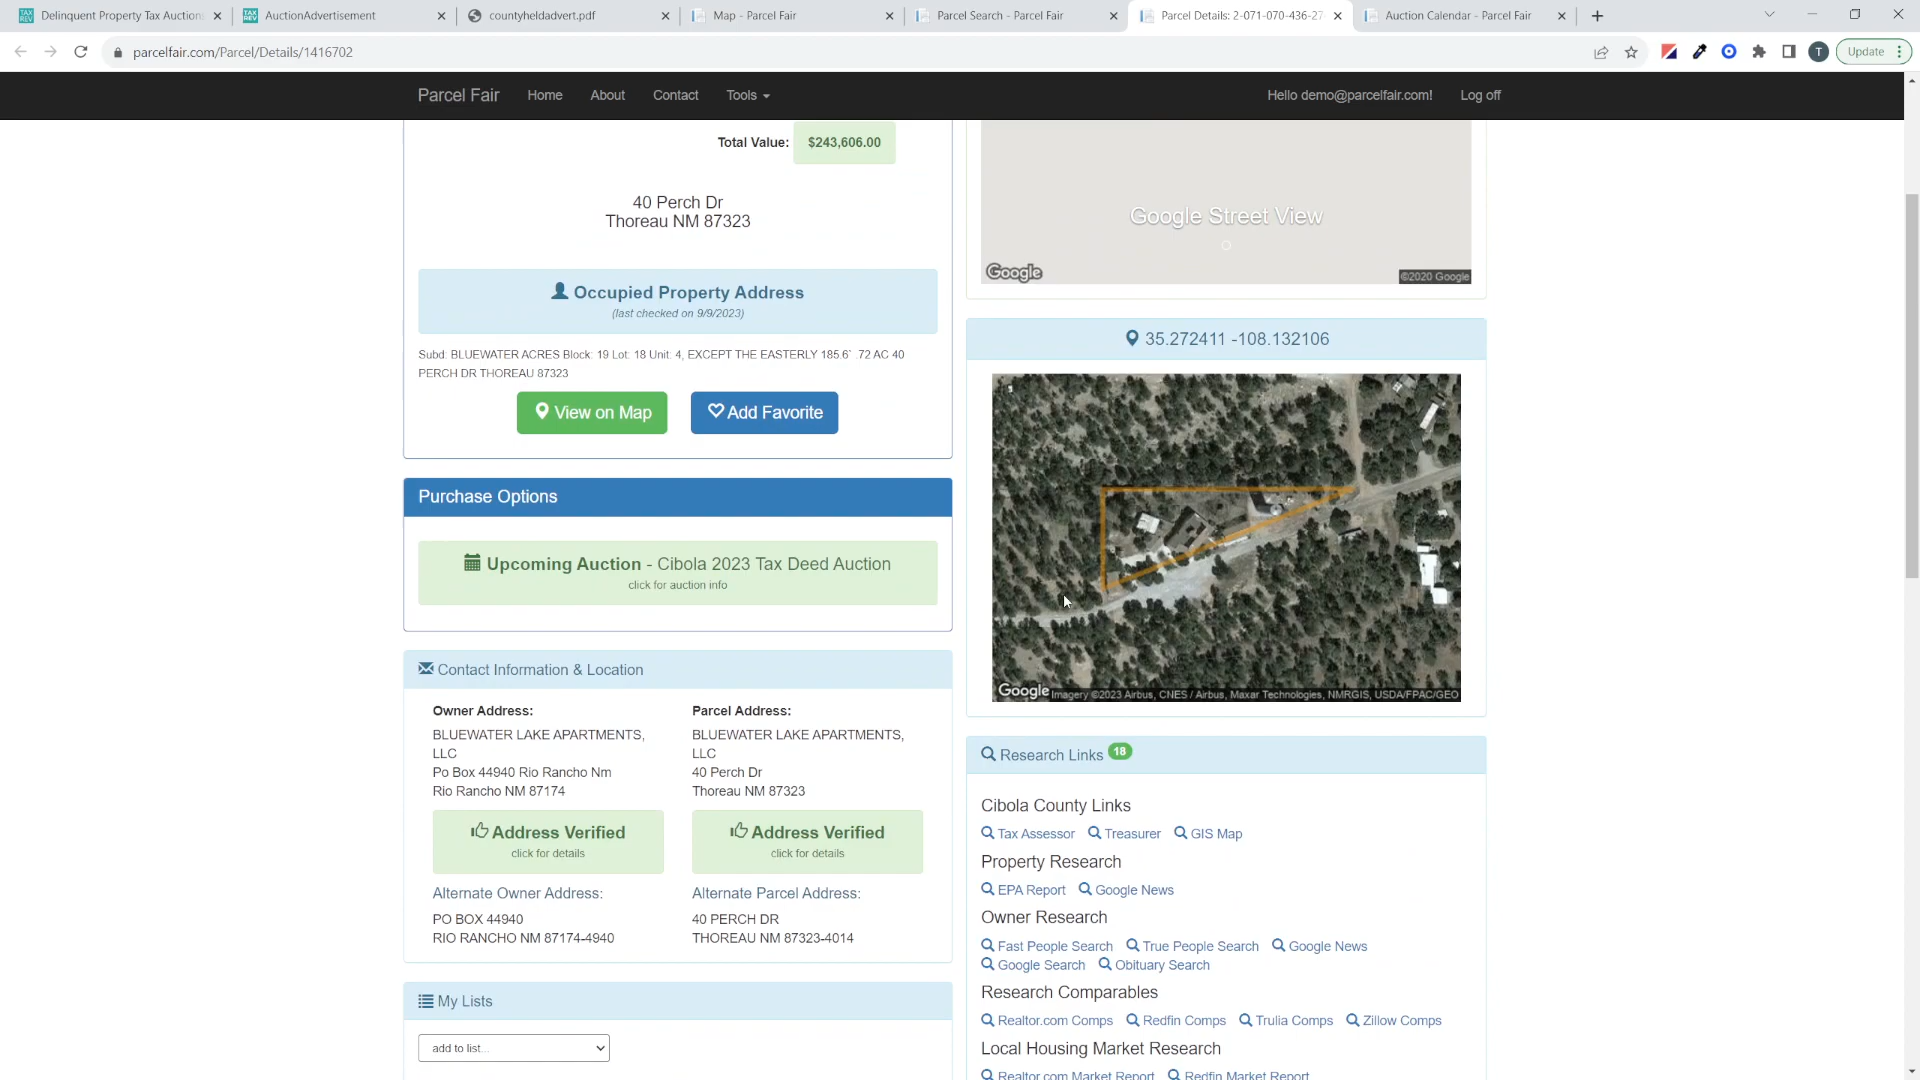 Delinquent Property Tax Auction
AuctionAdvertisement
countyheldadvert.pdf
Map - Parcel Fair
Parcel Search - Parcel Fair
Parcel Details: 2-071-070-436-27
Auction Calendar - Parcel Fair
parcelfair.com/Parcel/Details/1416702
T
Update
Parcel Fair
Home
About
Contact
Tools
Hello demo@parcelfair.com!
Log off
Total Value: $243,606.00
40 Perch Dr
Thoreau NM 87323
Occupied Property Address
(last checked on 9/9/2023)
Subd: BLUEWATER ACRES Block: 19 Lot: 18 Unit: 4, EXCEPT THE EASTERLY 185.6` .72 AC 40
PERCH DR THOREAU 87323
View on Map
Add Favorite
Purchase Options
Upcoming Auction - Cibola 2023 Tax Deed Auction
click for auction info
Contact Information & Location
Owner Address:
BLUEWATER LAKE APARTMENTS,
LLC
Po Box 44940 Rio Rancho Nm
Rio Rancho NM 87174
Address Verified
click for details
Alternate Owner Address:
PO BOX 44940
RIO RANCHO NM 87174-4940
Parcel Address:
BLUEWATER LAKE APARTMENTS,
LLC
40 Perch Dr
Thoreau NM 87323
Address Verified
click for details
Alternate Parcel Address:
40 PERCH DR
THOREAU NM 87323-4014
My Lists
add to list...
Google Street View
Google
©2020 Google
35.272411 -108.132106
Google
Imagery ©2023 Airbus, CNES / Airbus, Maxar Technologies, NMRGIS, USDA/FPAC/GEO
Research Links 18
Cibola County Links
Tax Assessor Treasurer GIS Map
Property Research
EPA Report Google News
Owner Research
Fast People Search True People Search Google News
Google Search Obituary Search
Research Comparables
Realtor.com Comps Redfin Comps Trulia Comps Zillow Comps
Local Housing Market Research
Realtor.com Market Report Redfin Market Report